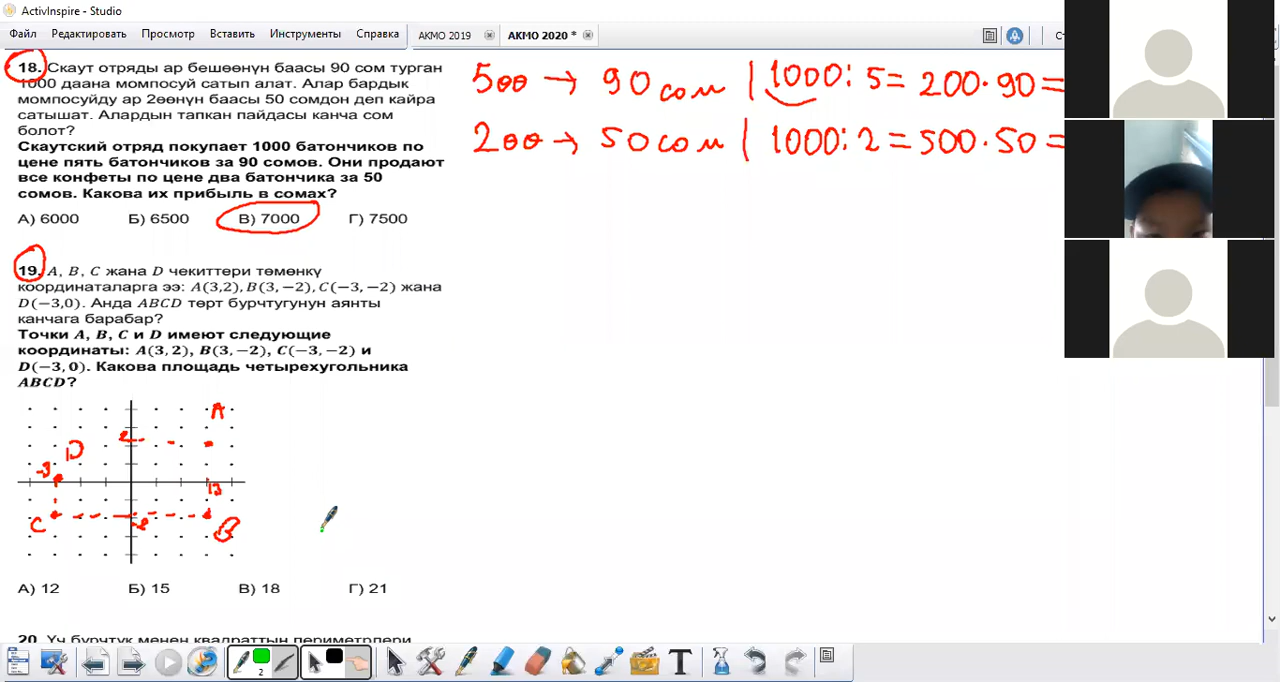 ActivInspire - Studio
Файл Редактировать Просмотр Вставить Инструменты Справка
АКМО 2019 АКМО 2020 *
18. Скаут отряды ар бешөөнүн баасы 90 сом турган
1000 даана момпосуй сатып алат. Алар бардык
момпосуйду ар 2өөнүн баасы 50 сомдон деп кайра
сатышат. Алардын тапкан пайдасы канча сом
болот?
Скаутский отряд покупает 1000 батончиков по
цене пять батончиков за 90 сомов. Они продают
все конфеты по цене два батончика за 50
сомов. Какова их прибыль в сомах?
А) 6000 Б) 6500 В) 7000 Г) 7500
5өө → 90 сом | 1000 : 5 = 200 · 90 =
2өө → 50 сом | 1000 : 2 = 500 · 50 =
19. A, B, C жана D чекиттери төмөнкү
координаталарга ээ: A(3,2), B(3,−2), C(−3,−2) жана
D(−3,0). Анда ABCD төрт бурчтугунун аянты
канчага барабар?
Точки A, B, C и D имеют следующие
координаты: A(3, 2), B(3, −2), C(−3, −2) и
D(−3, 0). Какова площадь четырехугольника
ABCD?
A
2
D
-3
3
C
-2
B
А) 12 Б) 15 В) 18 Г) 21
20. Үч бурчтук менен квадраттын периметрлери
2
T